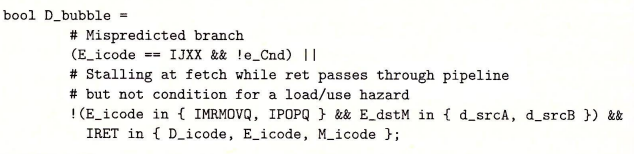 bool D_bubble =
# Mispredicted branch
(E_icode == IJXX && !e_Cnd) ||
# Stalling at fetch while ret passes through pipeline
# but not condition for a load/use hazard
!(E_icode in { IMRMOVQ, IPOPQ } && E_dstM in { d_srcA, d_srcB }) &&
IRET in { D_icode, E_icode, M_icode };